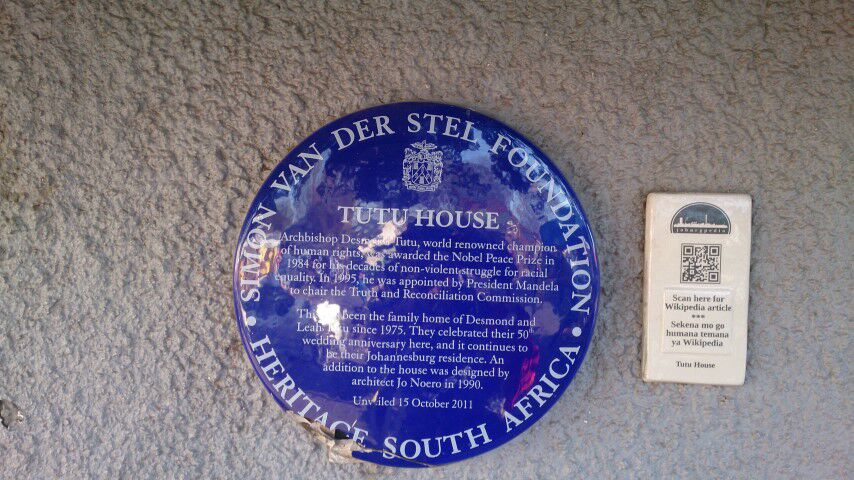 SIMON VAN DER STEL FOUNDATION
• HERITAGE SOUTH AFRICA •
TUTU HOUSE
Archbishop Desmond Tutu, world renowned champion
of human rights, was awarded the Nobel Peace Prize in
1984 for his decades of non-violent struggle for racial
equality. In 1995, he was appointed by President Mandela
to chair the Truth and Reconciliation Commission.
This has been the family home of Desmond and
Leah Tutu since 1975. They celebrated their 50th
wedding anniversary here, and it continues to
be their Johannesburg residence. An
addition to the house was designed by
architect Jo Noero in 1990.
Unveiled 15 October 2011
joburgpedia
Scan here for
Wikipedia article
***
Sekena mo go
humana temana
ya Wikipedia
Tutu House